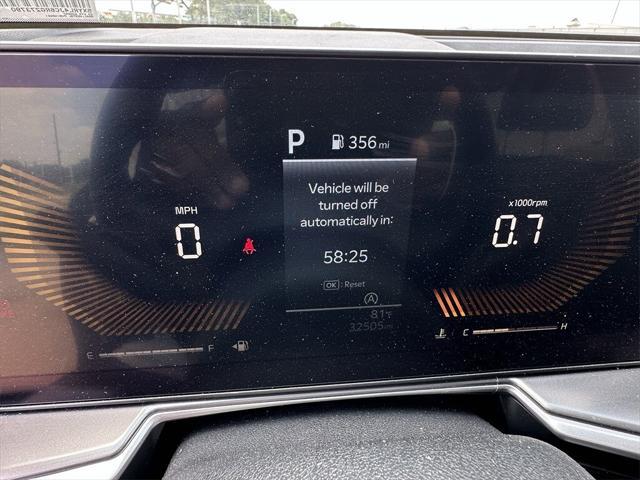 P 356 mi
Vehicle will be
turned off
automatically in:
58:25
OK : Reset
A
81°F
32505 mi
MPH
0
x1000rpm
0.7
E F
C H